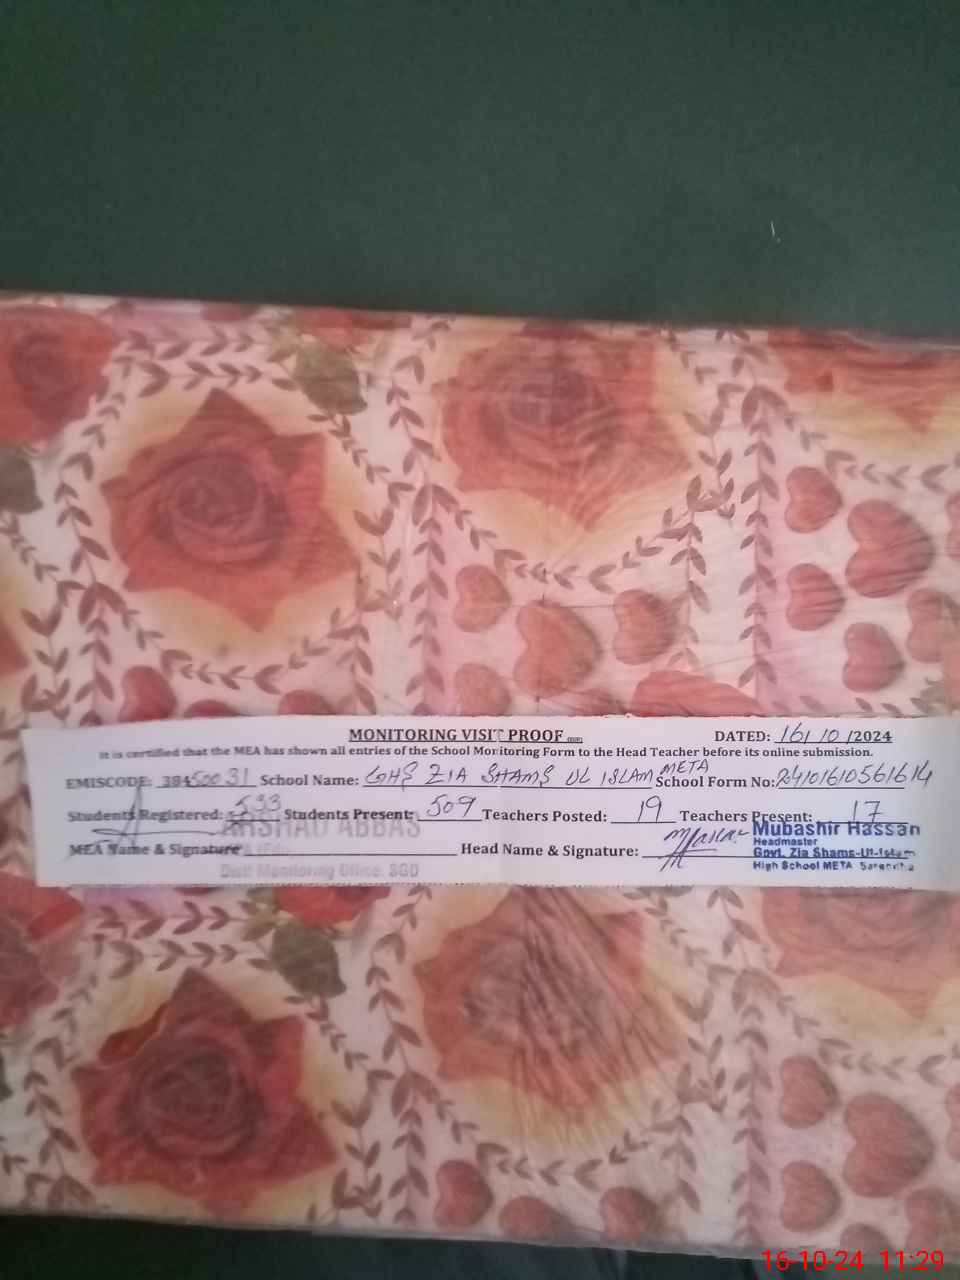 MONITORING VISIT PROOF
DATED: 16/10/2024
It is certified that the MEA has shown all entries of the School Monitoring Form to the Head Teacher before its online submission.
EMISCODE: 38450031 School Name: GHS ZIA SHAMS UL ISLAM META School Form No:
Students Registered: 533 Students Present: 509 Teachers Posted: 19 Teachers Present: 17
ARSHAD ABBAS
MEA Name & Signature Head Name & Signature:
Distt Monitoring Office. SGD
Mubashir Hassan
Headmaster
Govt. Zia Shams-Ul-Islam
High School META
16-10-24 11:29